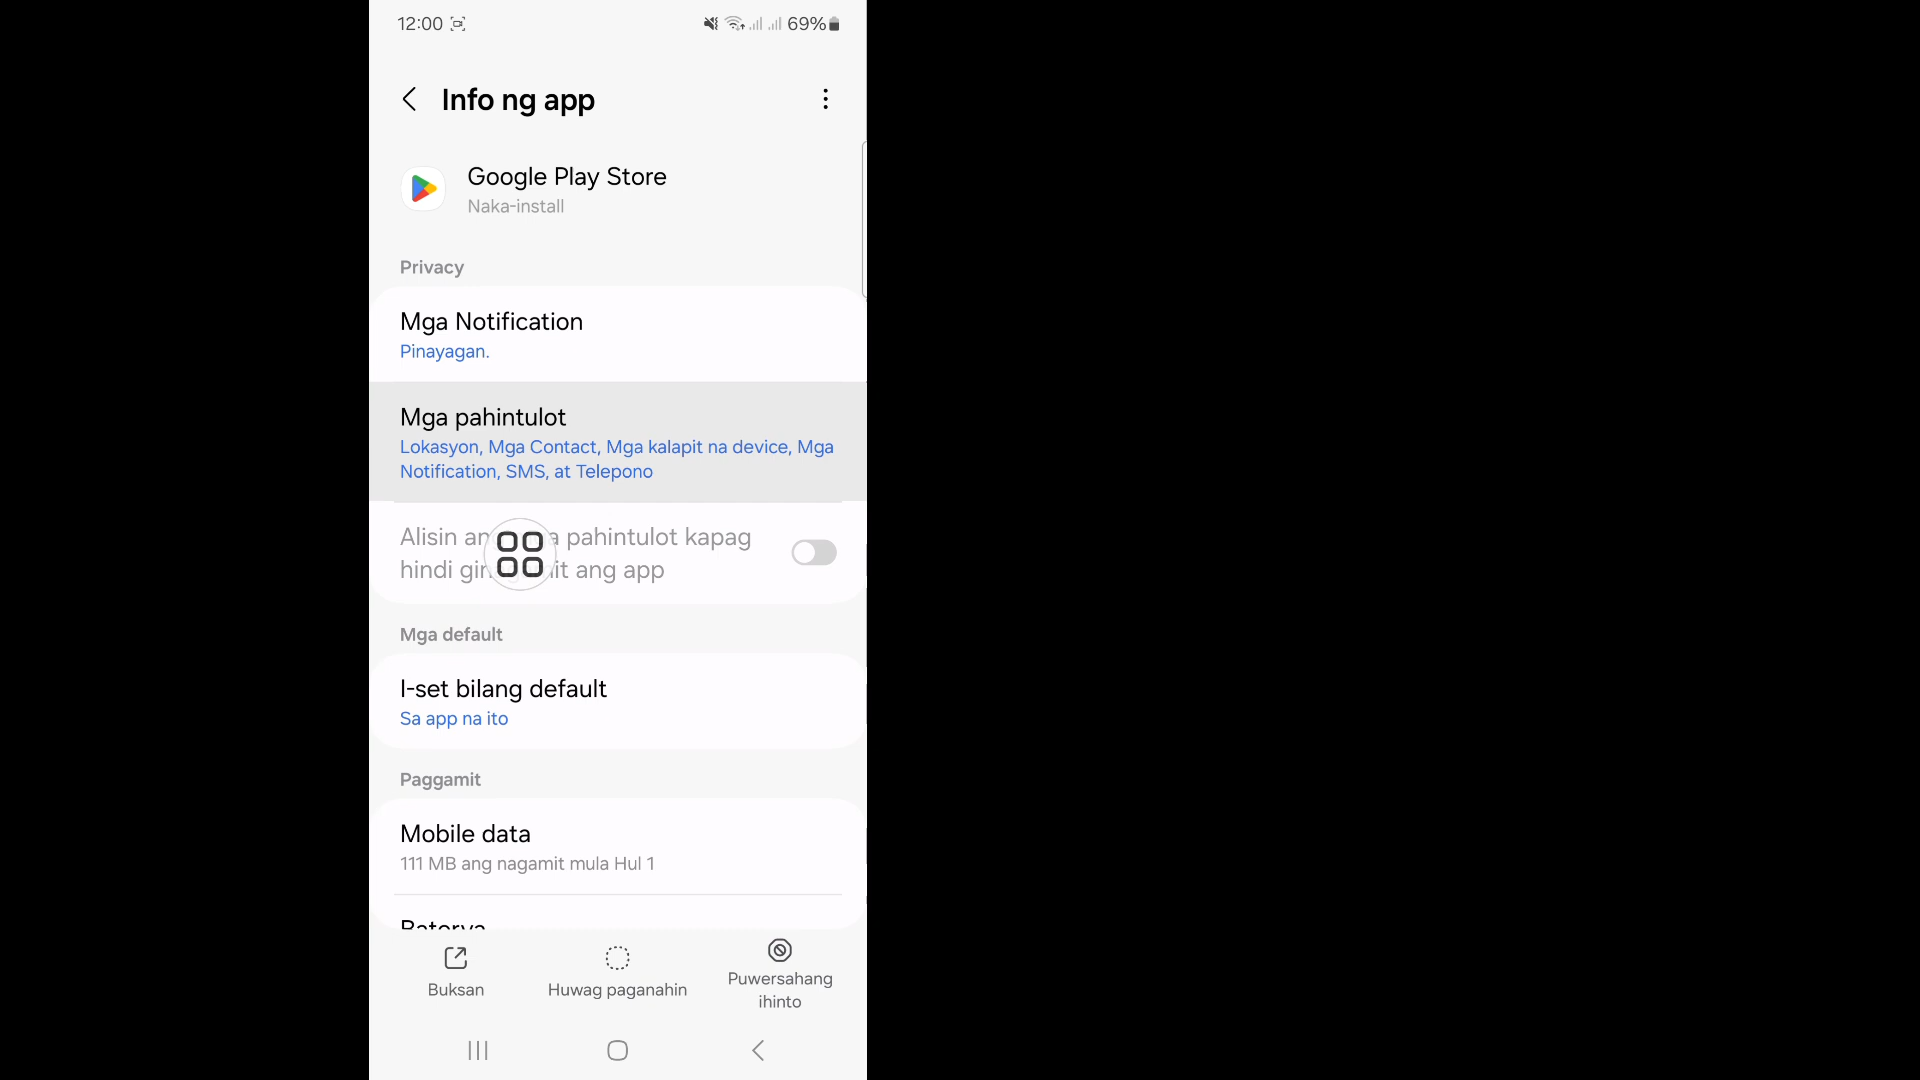 12:00
69%
Info ng app
Google Play Store
Naka-install
Privacy
Mga Notification
Pinayagan.
Mga pahintulot
Lokasyon, Mga Contact, Mga kalapit na device, Mga
Notification, SMS, at Telepono
Alisin pahintulot kapag
hindi ang app
Mga default
I-set bilang default
Sa app na ito
Paggamit
Mobile data
111 MB ang nagamit mula Hul 1
Baterya
Buksan
Huwag paganahin
Puwersahang
ihinto